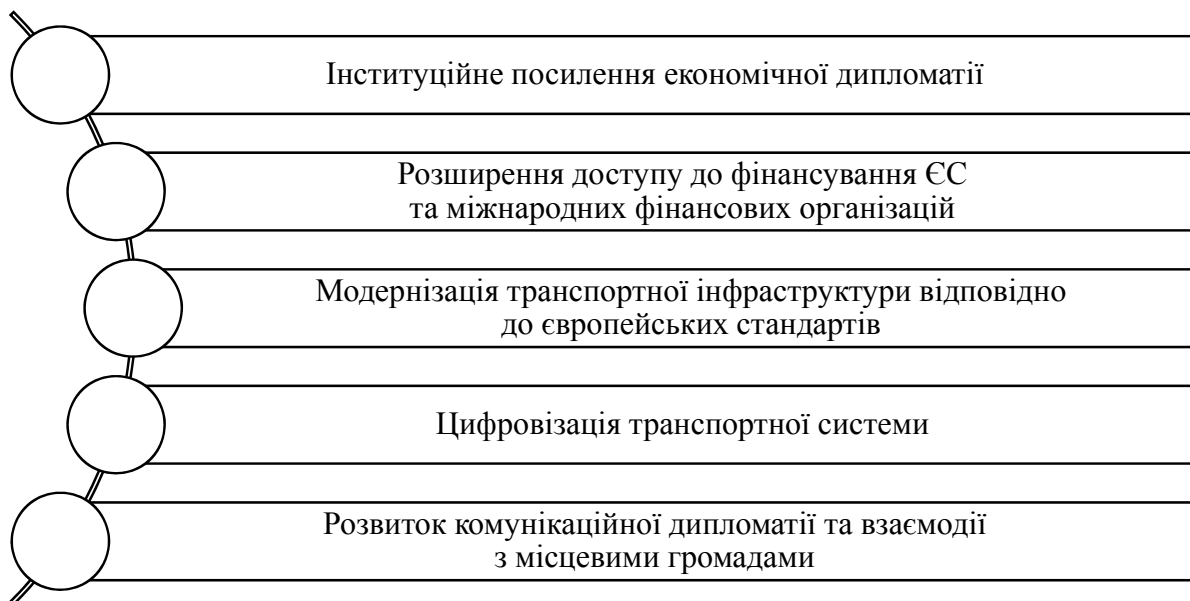 Інституційне посилення економічної дипломатії
Розширення доступу до фінансування ЄС
та міжнародних фінансових організацій
Модернізація транспортної інфраструктури відповідно
до європейських стандартів
Цифровізація транспортної системи
Розвиток комунікаційної дипломатії та взаємодії
з місцевими громадами